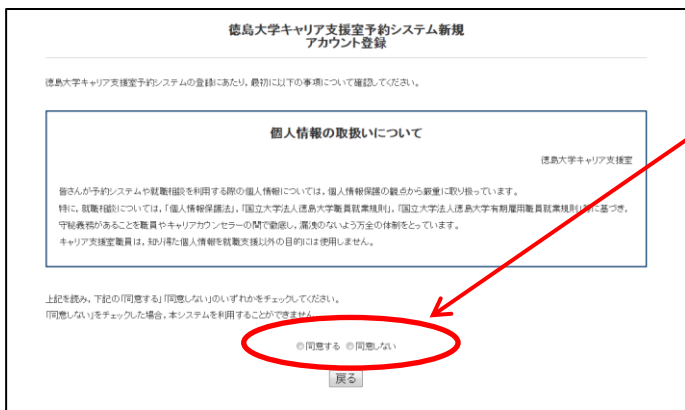 徳島大学キャリア支援室予約システム新規
アカウント登録
徳島大学キャリア支援室予約システムの登録にあたり，最初に以下の事項について確認してください。
個人情報の取扱いについて
徳島大学キャリア支援室
皆さんが予約システムや就職相談を利用する際の個人情報については，個人情報保護の観点から厳重に取り扱っています。
特に，就職相談については，「個人情報保護法」，「国立大学法人徳島大学職員就業規則」，「国立大学法人徳島大学有期雇用職員就業規則」等に基づき，
守秘義務があることを職員やキャリアカウンセラーの間で徹底し，漏洩のないよう万全の体制をとっています。
キャリア支援室職員は，知り得た個人情報を就職支援以外の目的には使用しません。
上記を読み，下記の「同意する」「同意しない」のいずれかをチェックしてください。
「同意しない」をチェックした場合，本システムを利用することができません。
同意する 同意しない
戻る